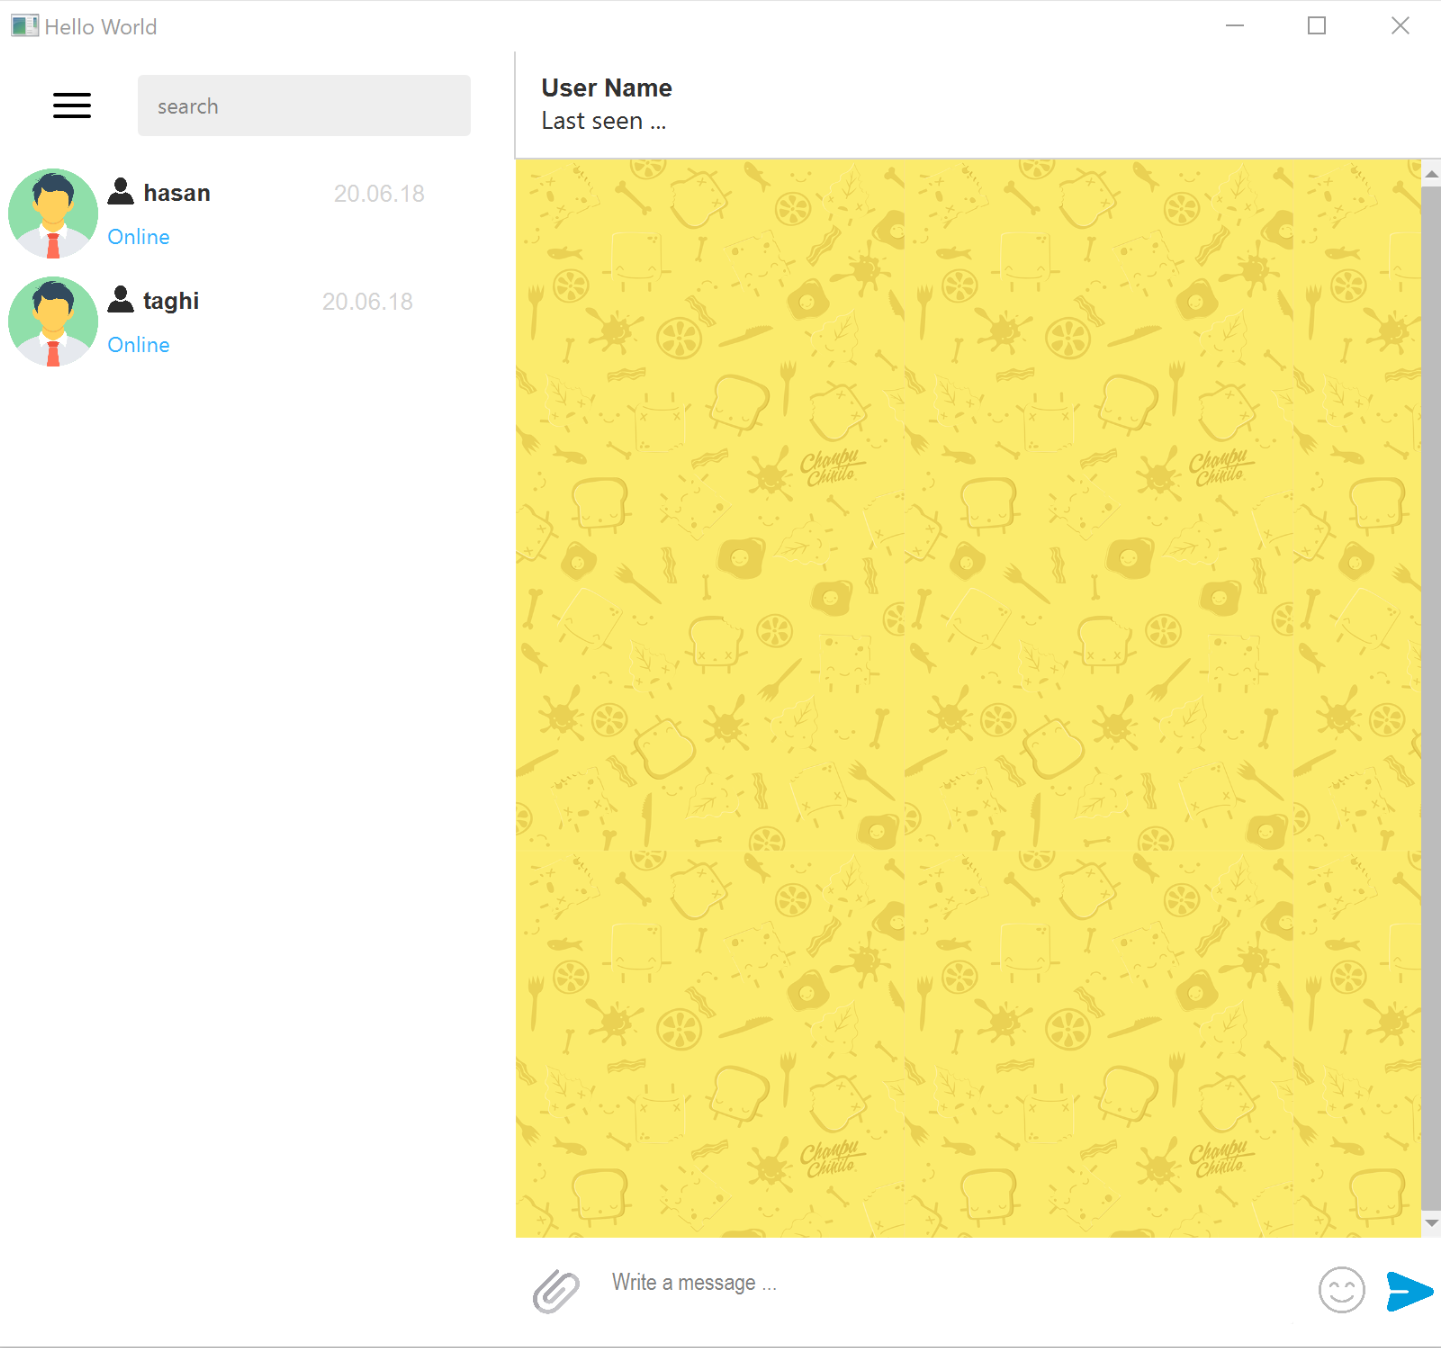 Hello World
search
User Name
Last seen ...
hasan
20.06.18
Online
taghi
20.06.18
Online
Chanpu
Chinito
Chanpu
Chinito
Chanpu
Chinito
Chanpu
Chinito
Write a message ...